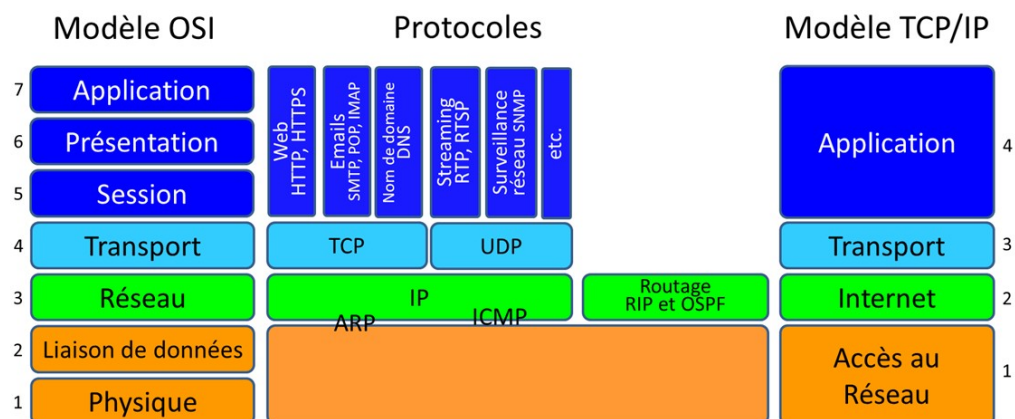 Modèle OSI
Protocoles
Modèle TCP/IP
7
Application
6
Présentation
5
Session
4
Transport
3
Réseau
2
Liaison de données
1
Physique
Web
HTTP, HTTPS
Emails
SMTP, POP, IMAP
Nom de domaine
DNS
Streaming
RTP, RTSP
Surveillance
réseau SNMP
etc.
TCP
UDP
IP
ARP
ICMP
Routage
RIP et OSPF
Application
4
Transport
3
Internet
2
Accès au
Réseau
1